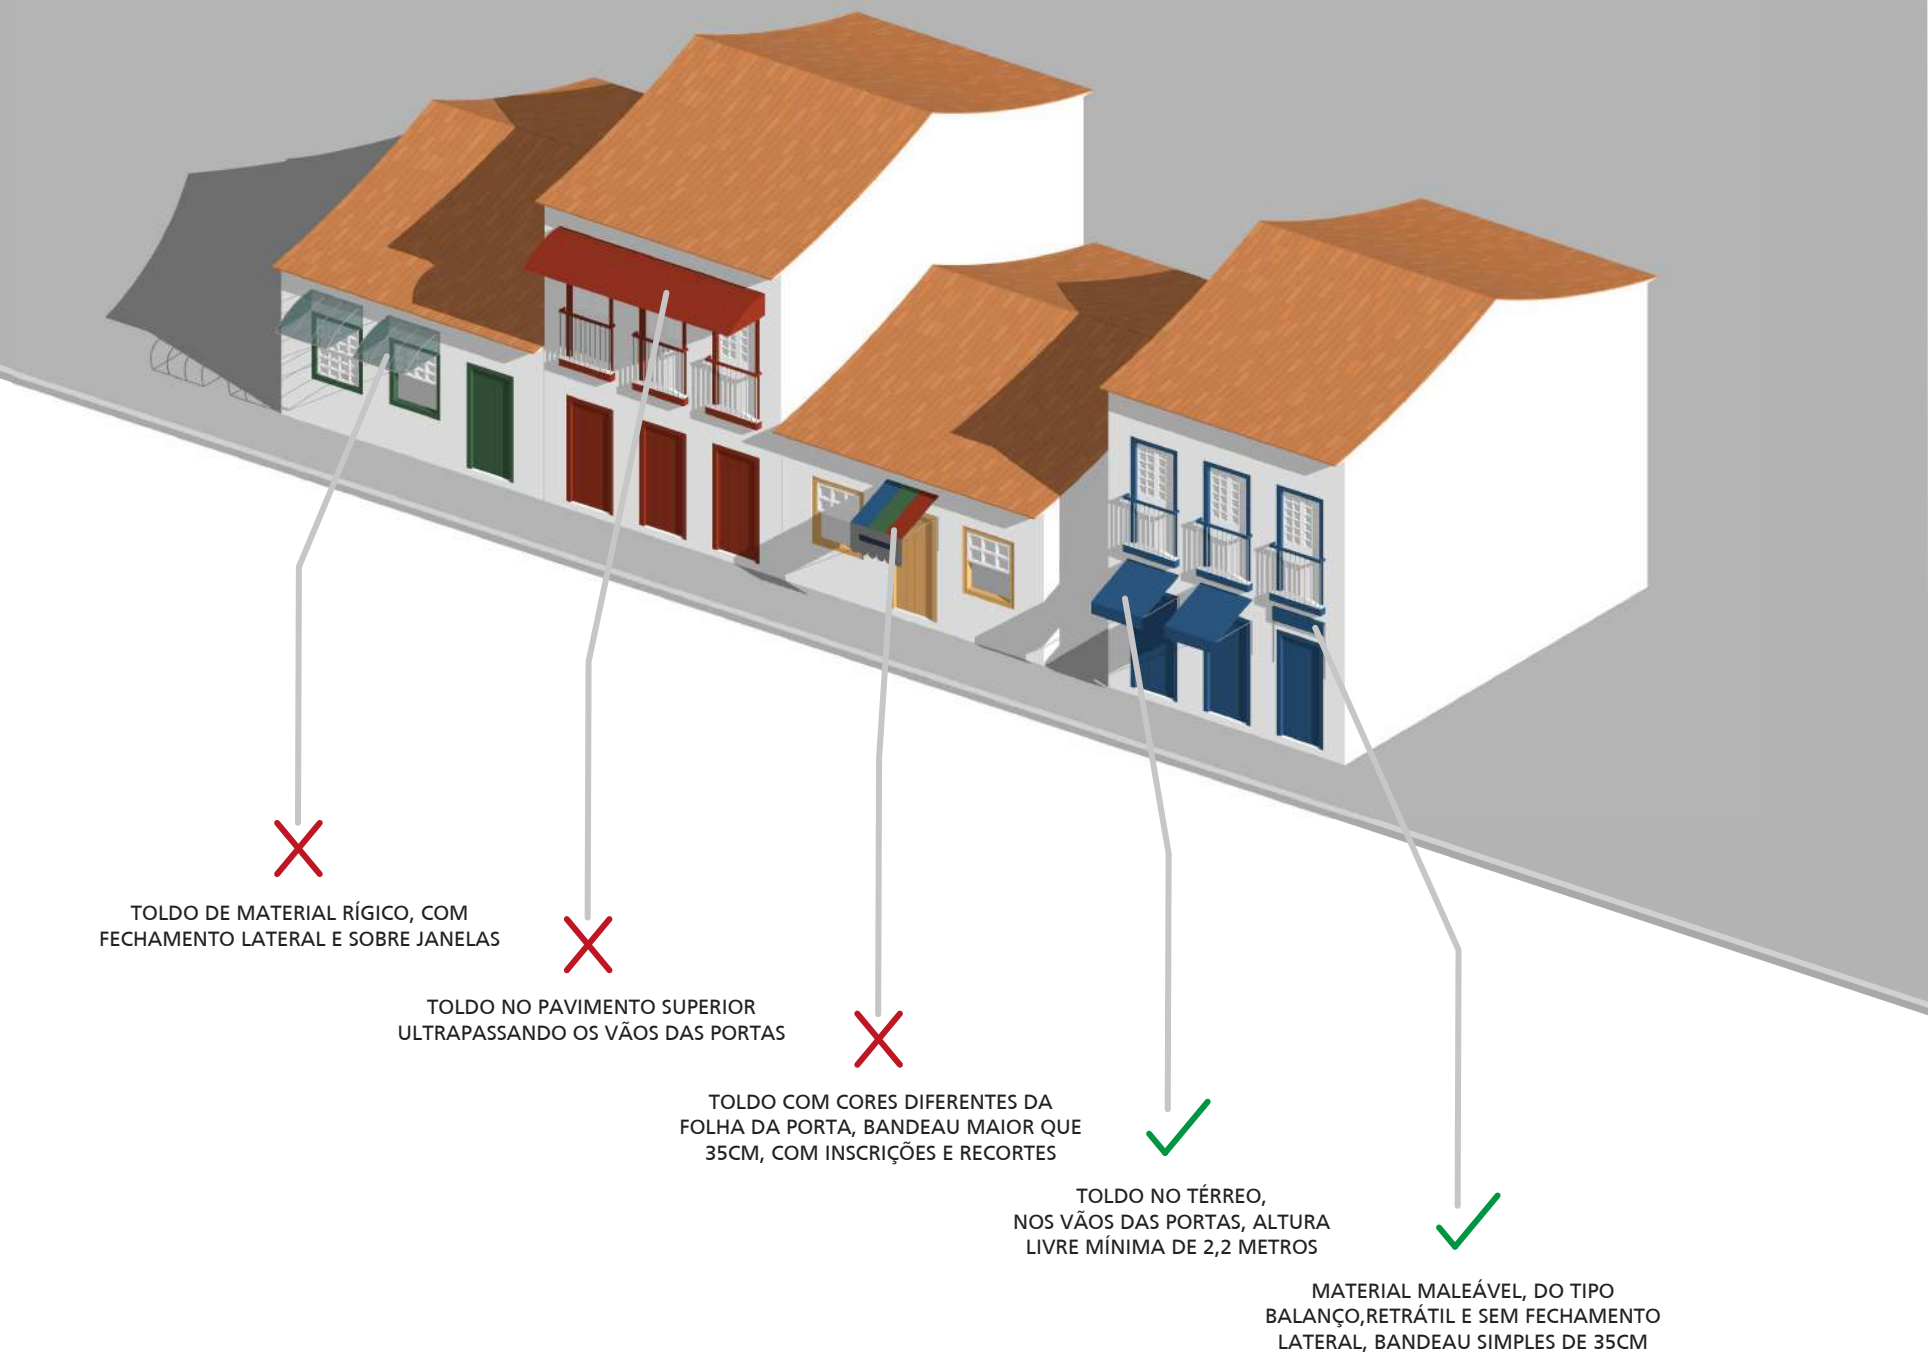 TOLDO DE MATERIAL RÍGICO, COM
FECHAMENTO LATERAL E SOBRE JANELAS
TOLDO NO PAVIMENTO SUPERIOR
ULTRAPASSANDO OS VÃOS DAS PORTAS
TOLDO COM CORES DIFERENTES DA
FOLHA DA PORTA, BANDEAU MAIOR QUE
35CM, COM INSCRIÇÕES E RECORTES
TOLDO NO TÉRREO,
NOS VÃOS DAS PORTAS, ALTURA
LIVRE MÍNIMA DE 2,2 METROS
MATERIAL MALEÁVEL, DO TIPO
BALANÇO,RETRÁTIL E SEM FECHAMENTO
LATERAL, BANDEAU SIMPLES DE 35CM